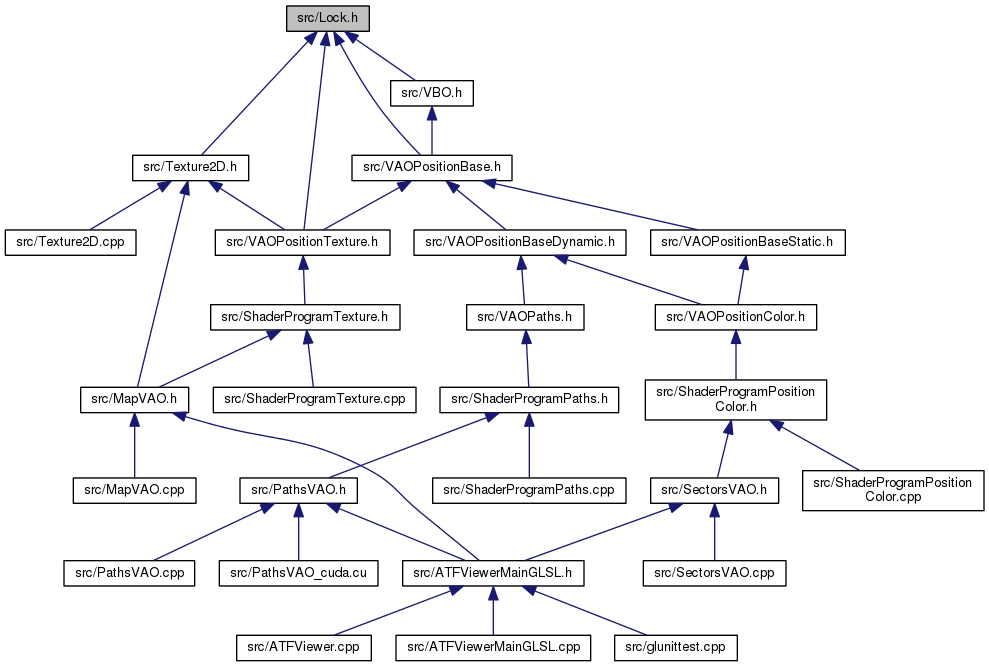 src/Lock.h
src/VBO.h
src/Texture2D.h
src/VAOPositionBase.h
src/Texture2D.cpp
src/VAOPositionTexture.h
src/VAOPositionBaseDynamic.h
src/VAOPositionBaseStatic.h
src/ShaderProgramTexture.h
src/VAOPaths.h
src/VAOPositionColor.h
src/MapVAO.h
src/ShaderProgramTexture.cpp
src/ShaderProgramPaths.h
src/ShaderProgramPosition
Color.h
src/MapVAO.cpp
src/PathsVAO.h
src/ShaderProgramPaths.cpp
src/SectorsVAO.h
src/ShaderProgramPosition
Color.cpp
src/PathsVAO.cpp
src/PathsVAO_cuda.cu
src/ATFViewerMainGLSL.h
src/SectorsVAO.cpp
src/ATFViewer.cpp
src/ATFViewerMainGLSL.cpp
src/glunittest.cpp